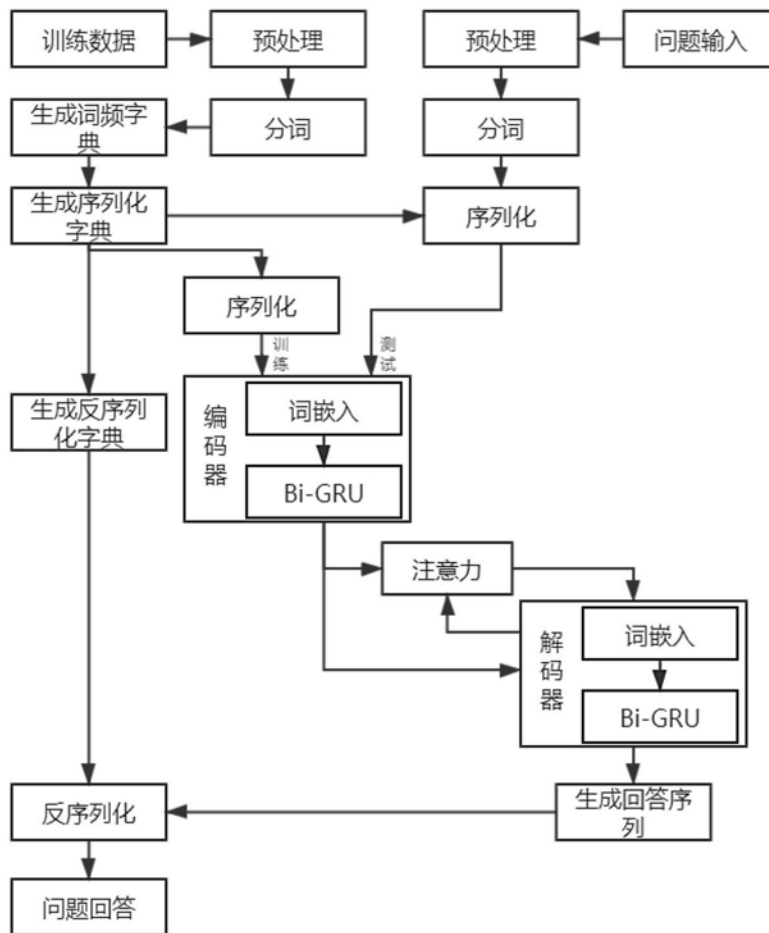 训练数据
预处理
预处理
问题输入
生成词频字
典
分词
分词
生成序列化
字典
序列化
序列化
训
练
测
试
生成反序列
化字典
编
码
器
词嵌入
Bi-GRU
注意力
解
码
器
词嵌入
Bi-GRU
反序列化
生成回答序
列
问题回答